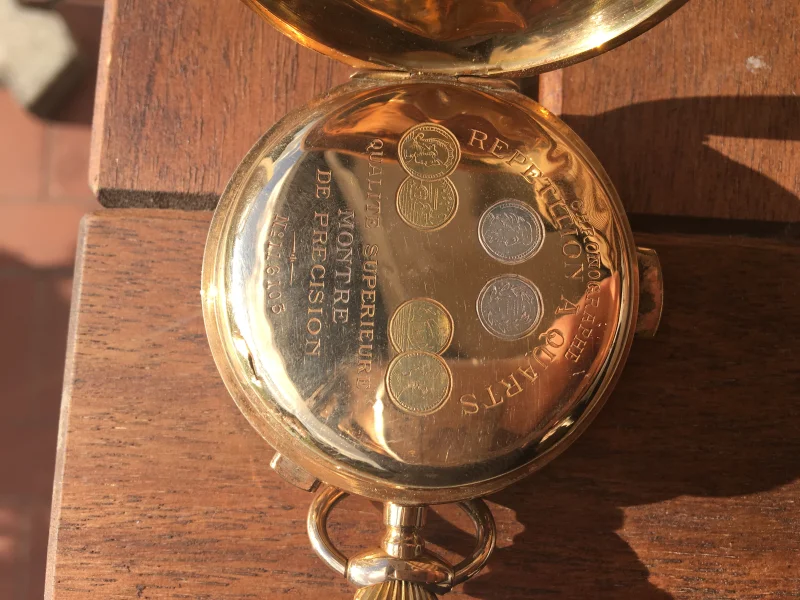 CHRONOGRAPHE
REPETITION A QUARTS
QUALITE SUPERIEURE
MONTRE
DE PRECISION